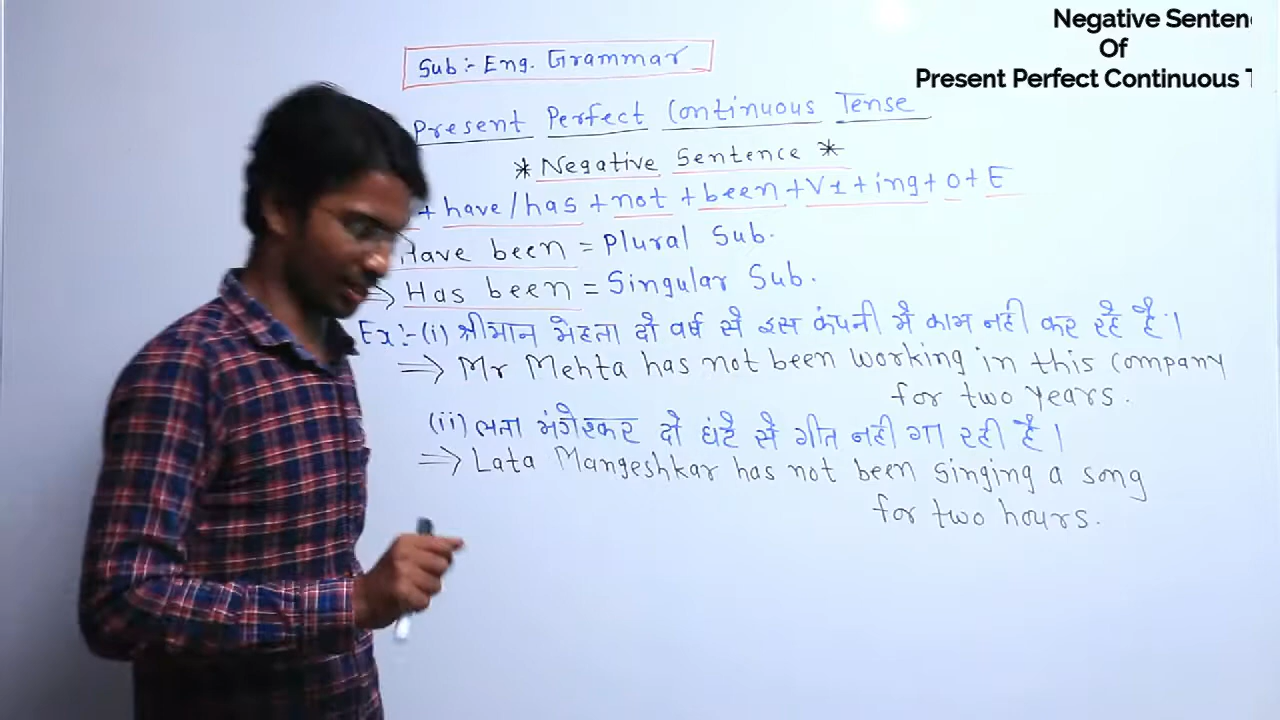 Negative Senten
Of
Present Perfect Continuous
Sub:- Eng. Grammar
Present Perfect Continuous Tense
* Negative Sentence *
+ have/has + not + been + V1 + ing + O + E
Have been = Plural Sub.
⇒ Has been = Singular Sub.
Ex:- (i) श्रीमान मेहता दो वर्ष से इस कंपनी में काम नही कर रहे है।
⇒ Mr Mehta has not been working in this company
for two years.
(ii) लता मंगेश्कर दो घंटे से गीत नही गा रही है।
⇒ Lata Mangeshkar has not been singing a song
for two hours.